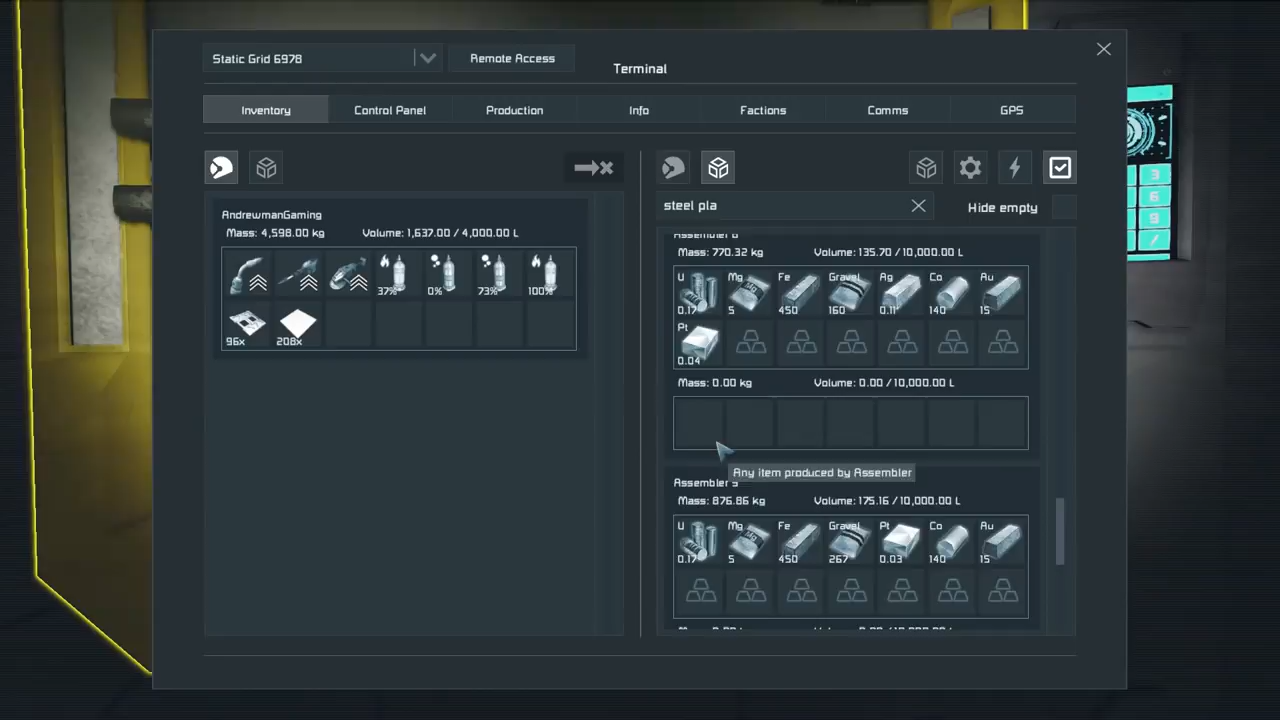 Static Grid 6978
Remote Access
Terminal
Inventory
Control Panel
Production
Info
Factions
Comms
GPS
steel pla
Hide empty
AndrewmanGaming
Mass: 4,598.00 kg
Volume: 1,637.00 / 4,000.00 L
37%
0%
73%
100%
96x
208x
Mass: 770.32 kg
Volume: 135.70 / 10,000.00 L
U
Mg
Fe
Gravel
Ag
Co
Au
0.17
5
450
160
0.11
140
15
Pt
0.04
Mass: 0.00 kg
Volume: 0.00 / 10,000.00 L
Any item produced by Assembler
Assembler
Mass: 876.86 kg
Volume: 175.16 / 10,000.00 L
U
Mg
Fe
Gravel
Pt
Co
Au
0.17
5
450
267
0.03
140
15
3
6
9